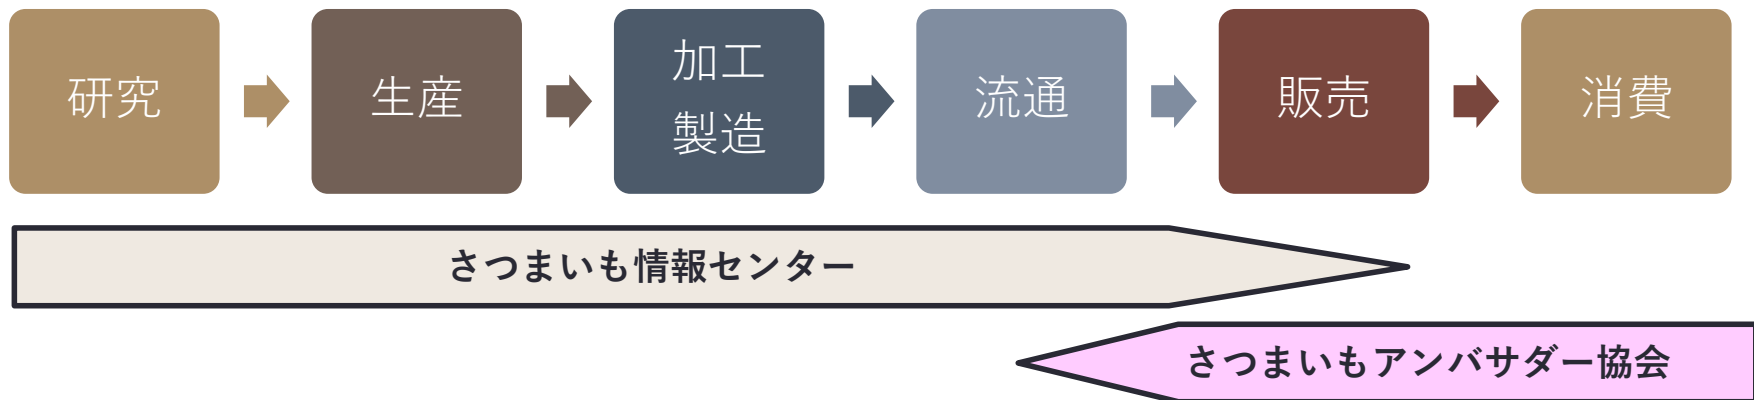 研究
生産
加工
製造
流通
販売
消費
さつまいも情報センター
さつまいもアンバサダー協会